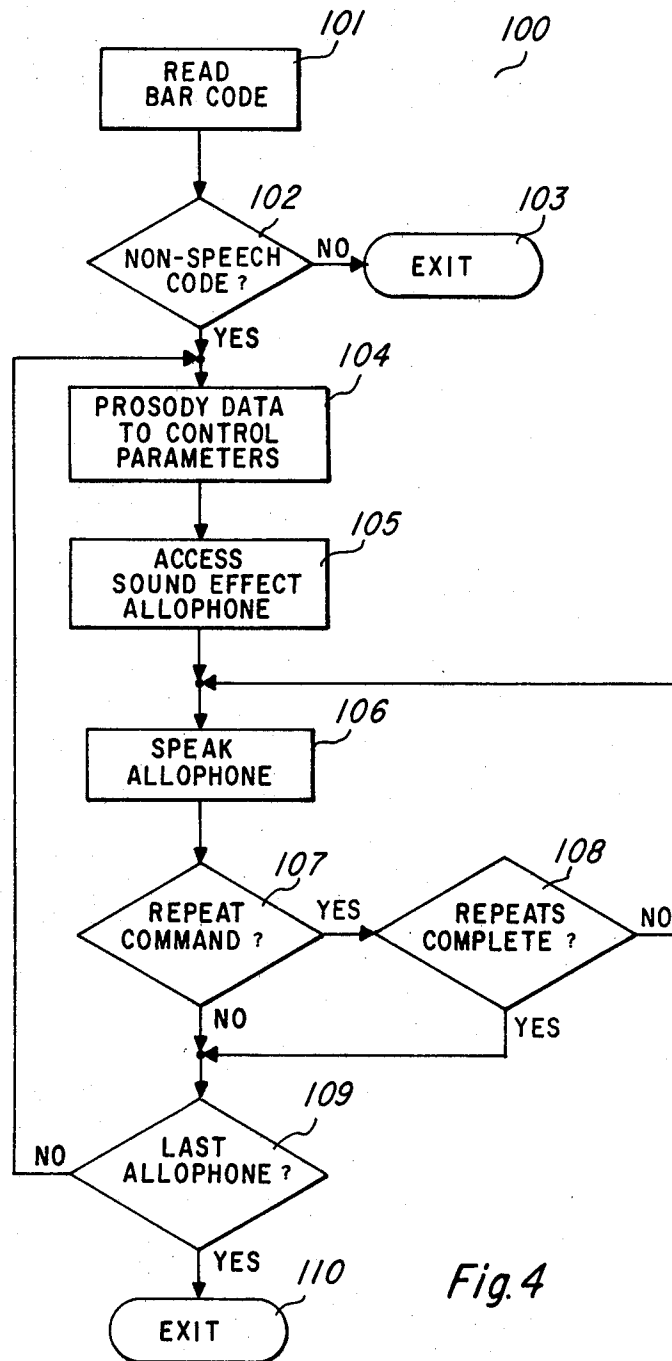 101
100
READ
BAR CODE
102
103
NON-SPEECH
CODE ?
NO
EXIT
YES
104
PROSODY DATA
TO CONTROL
PARAMETERS
105
ACCESS
SOUND EFFECT
ALLOPHONE
106
SPEAK
ALLOPHONE
107
108
REPEAT
COMMAND ?
YES
REPEATS
COMPLETE ?
NO
NO
YES
109
NO
LAST
ALLOPHONE ?
YES
110
EXIT
Fig. 4